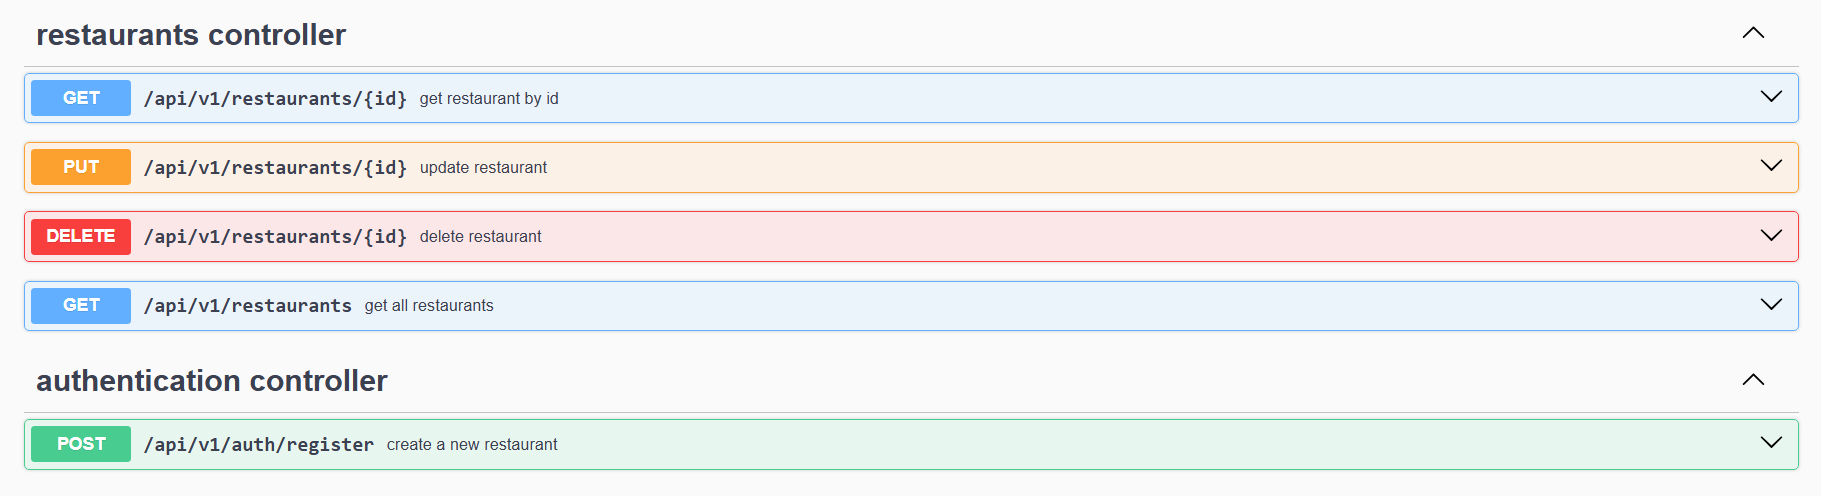 restaurants controller
GET /api/v1/restaurants/{id} get restaurant by id
PUT /api/v1/restaurants/{id} update restaurant
DELETE /api/v1/restaurants/{id} delete restaurant
GET /api/v1/restaurants get all restaurants
authentication controller
POST /api/v1/auth/register create a new restaurant